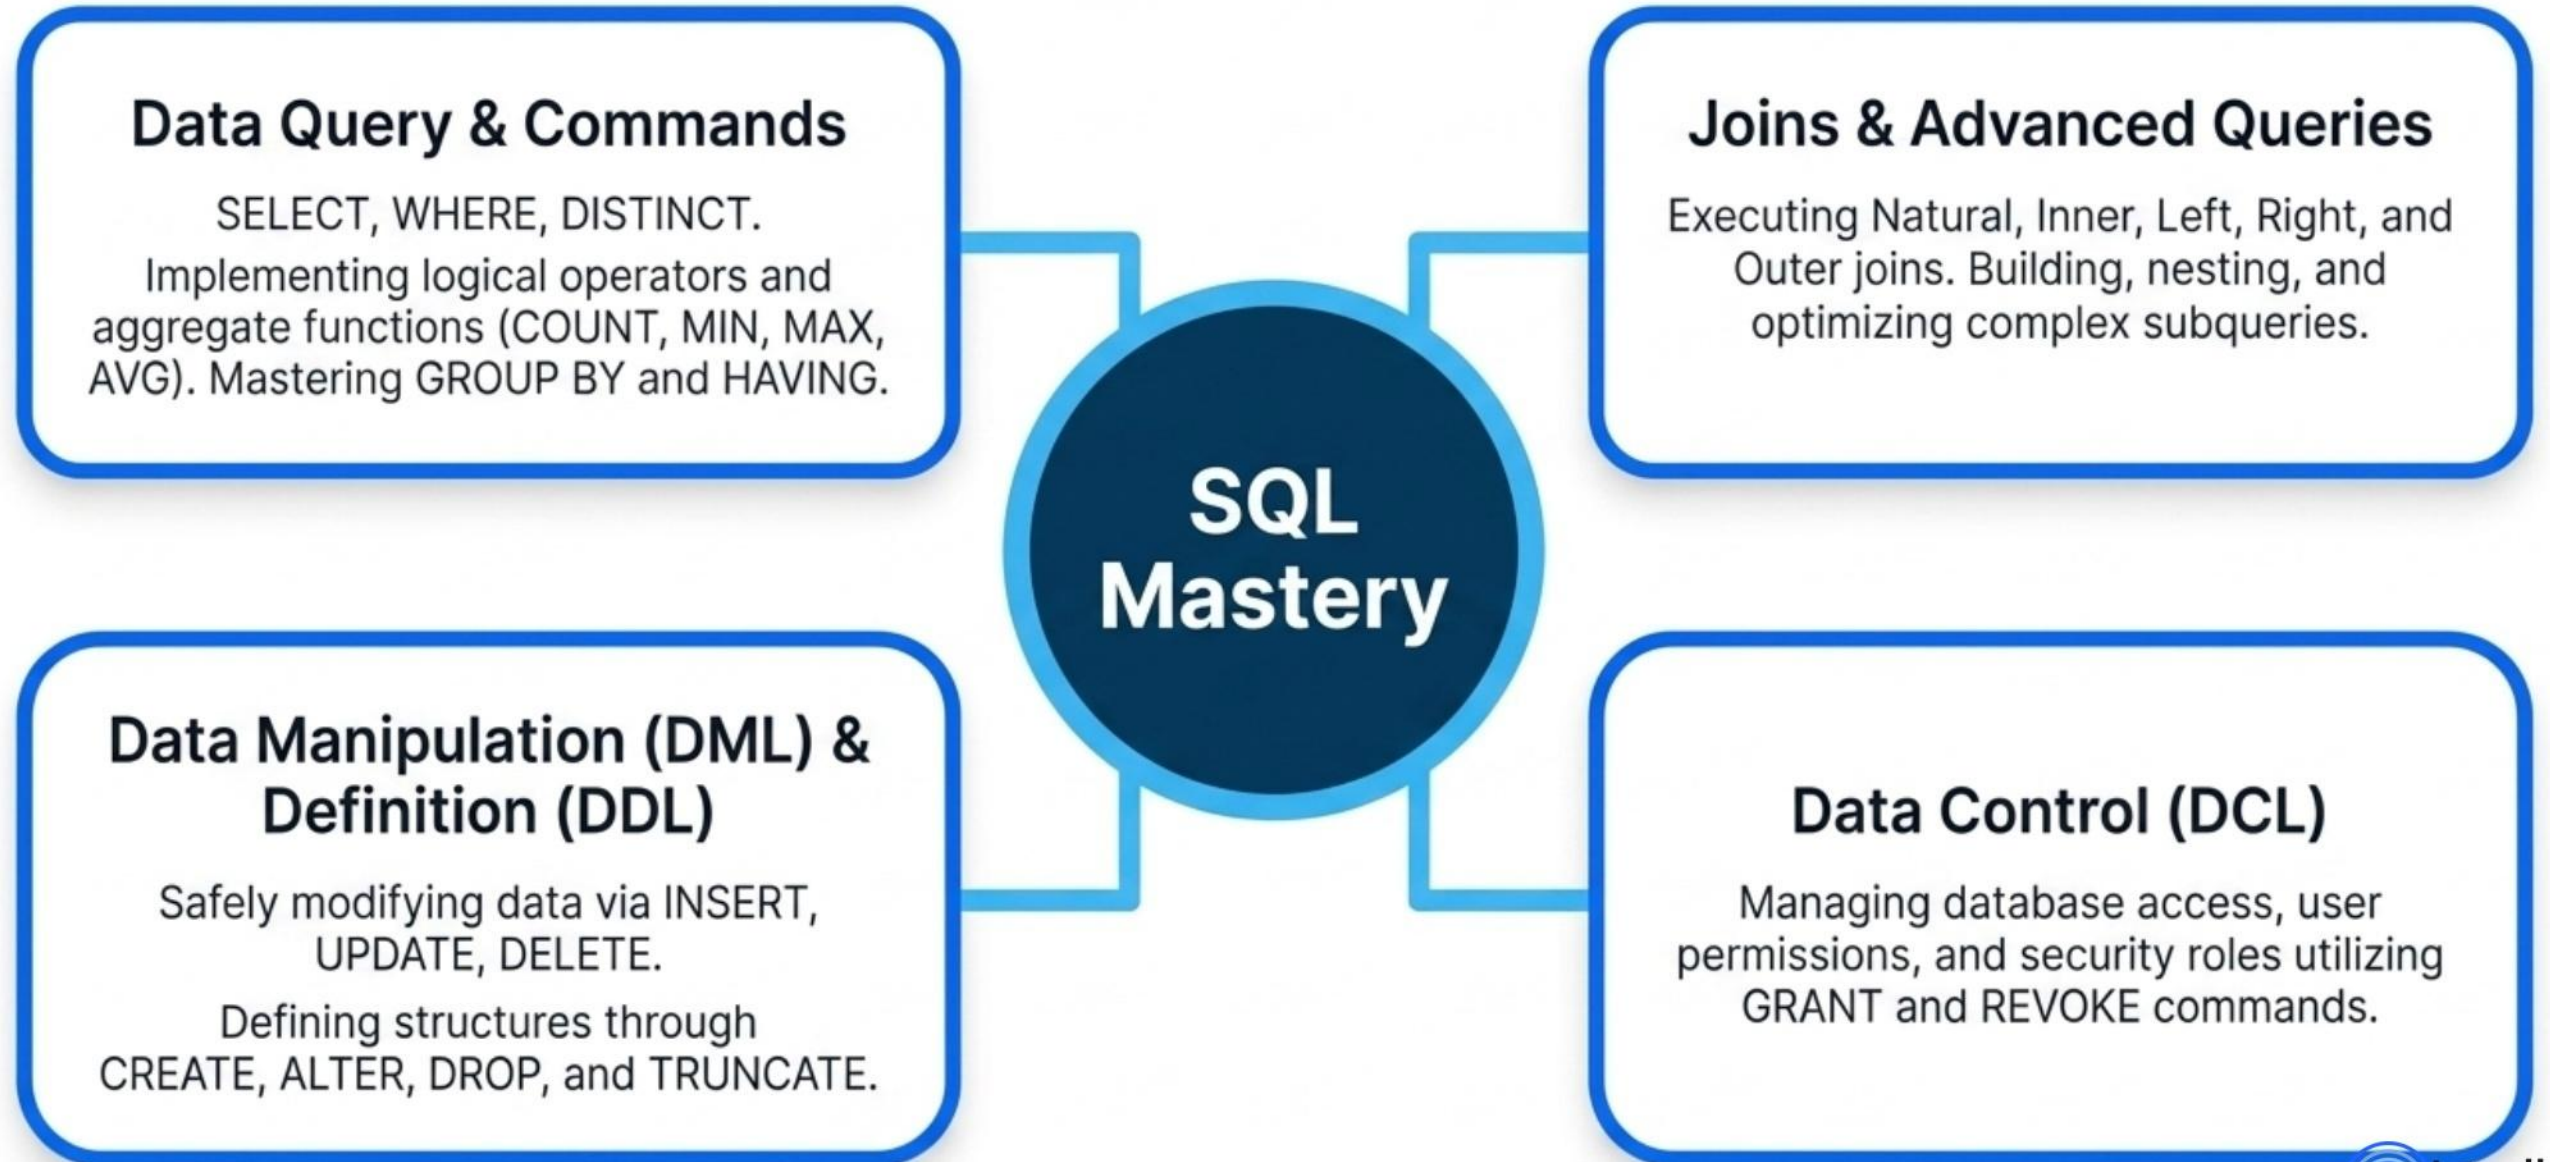 Data Query & Commands
SELECT, WHERE, DISTINCT.
Implementing logical operators and
aggregate functions (COUNT, MIN, MAX,
AVG). Mastering GROUP BY and HAVING.
Joins & Advanced Queries
Executing Natural, Inner, Left, Right, and
Outer joins. Building, nesting, and
optimizing complex subqueries.
SQL
Mastery
Data Manipulation (DML) &
Definition (DDL)
Safely modifying data via INSERT,
UPDATE, DELETE.
Defining structures through
CREATE, ALTER, DROP, and TRUNCATE.
Data Control (DCL)
Managing database access, user
permissions, and security roles utilizing
GRANT and REVOKE commands.